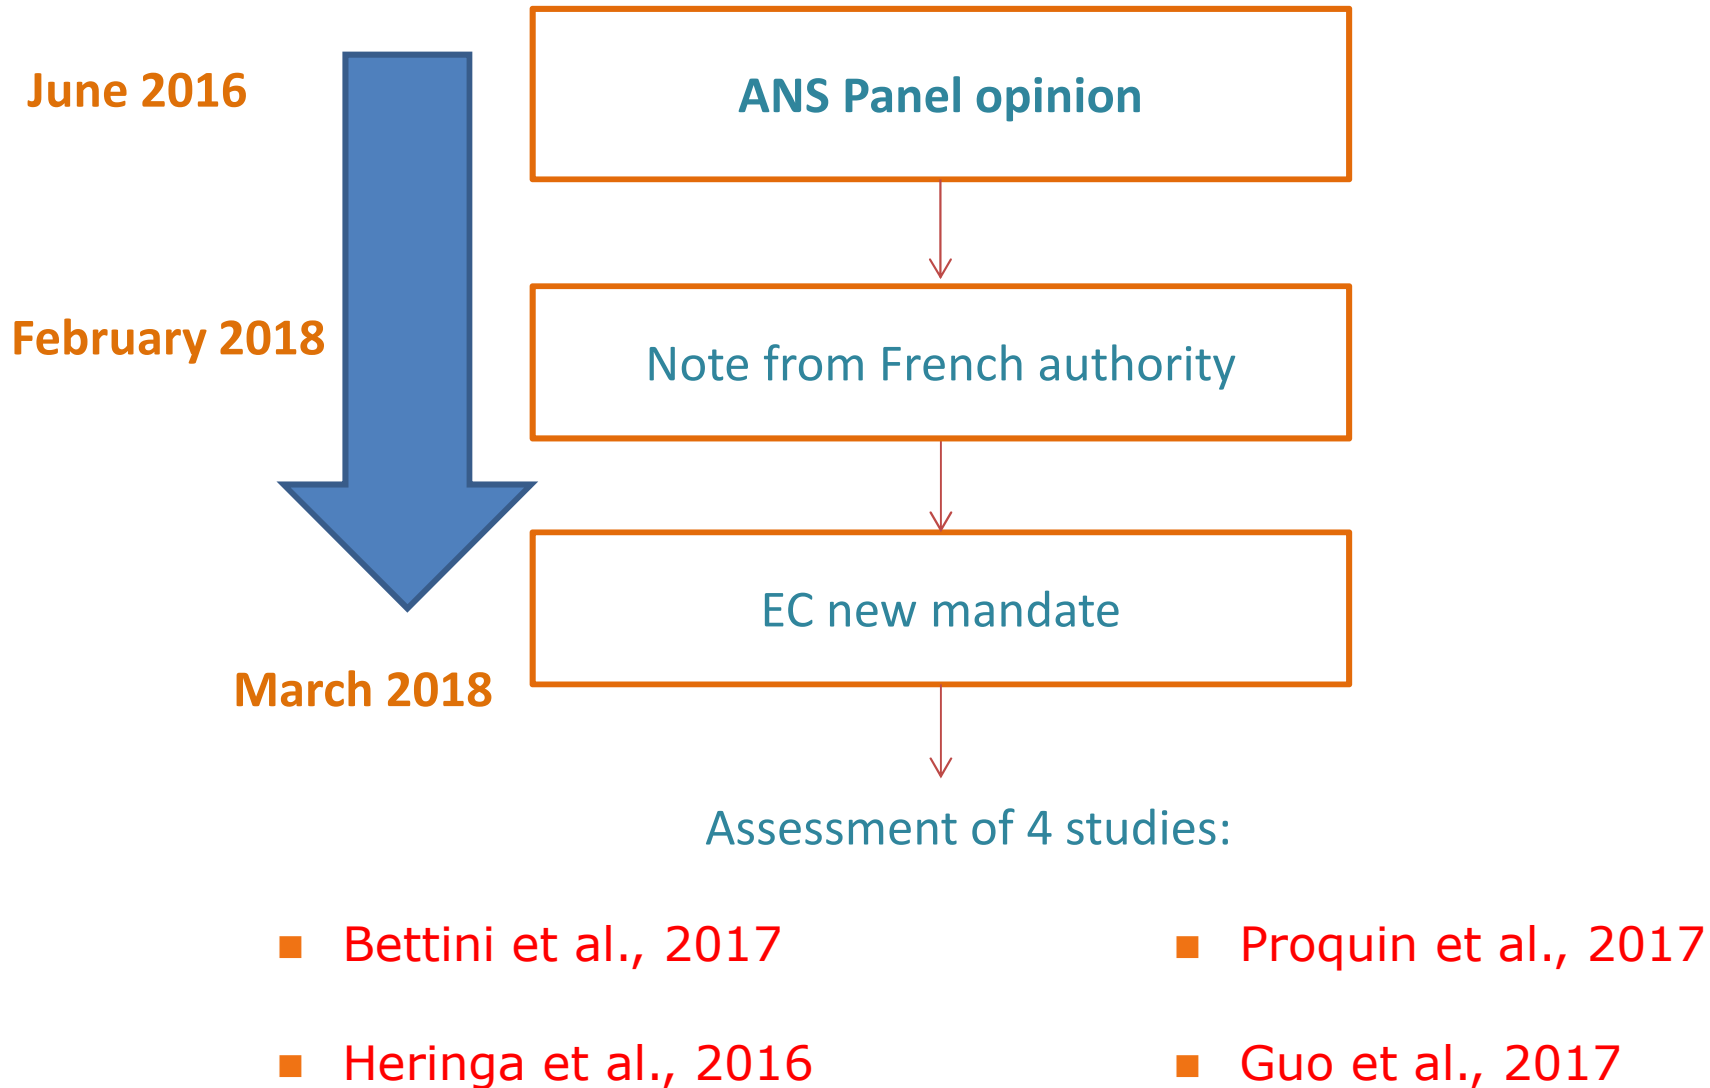 June 2016
ANS Panel opinion
February 2018
Note from French authority
EC new mandate
March 2018
Assessment of 4 studies:
Bettini et al., 2017
Proquin et al., 2017
Heringa et al., 2016
Guo et al., 2017